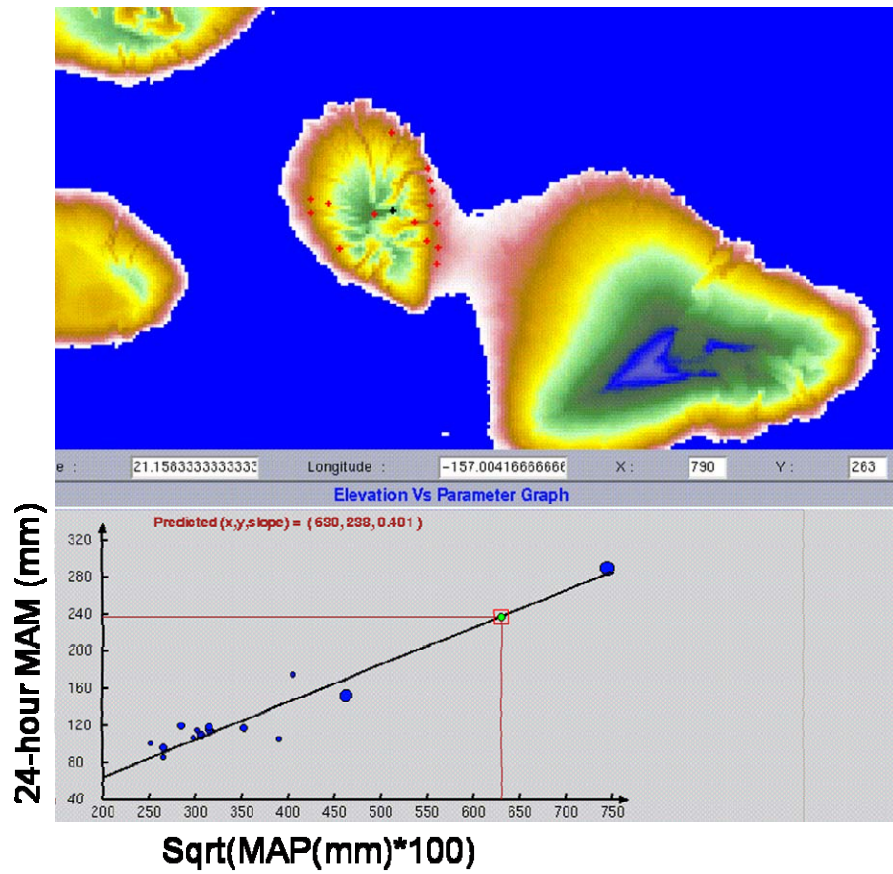 e : 21.1583333333333 Longitude : -157.00416666666 X : 790 Y : 263
Elevation Vs Parameter Graph
Predicted (x,y,slope) = ( 630, 238, 0.401 )
24-hour MAM (mm)
320
280
240
200
160
120
80
40
200 250 300 350 400 450 500 550 600 650 700 750
Sqrt(MAP(mm)*100)